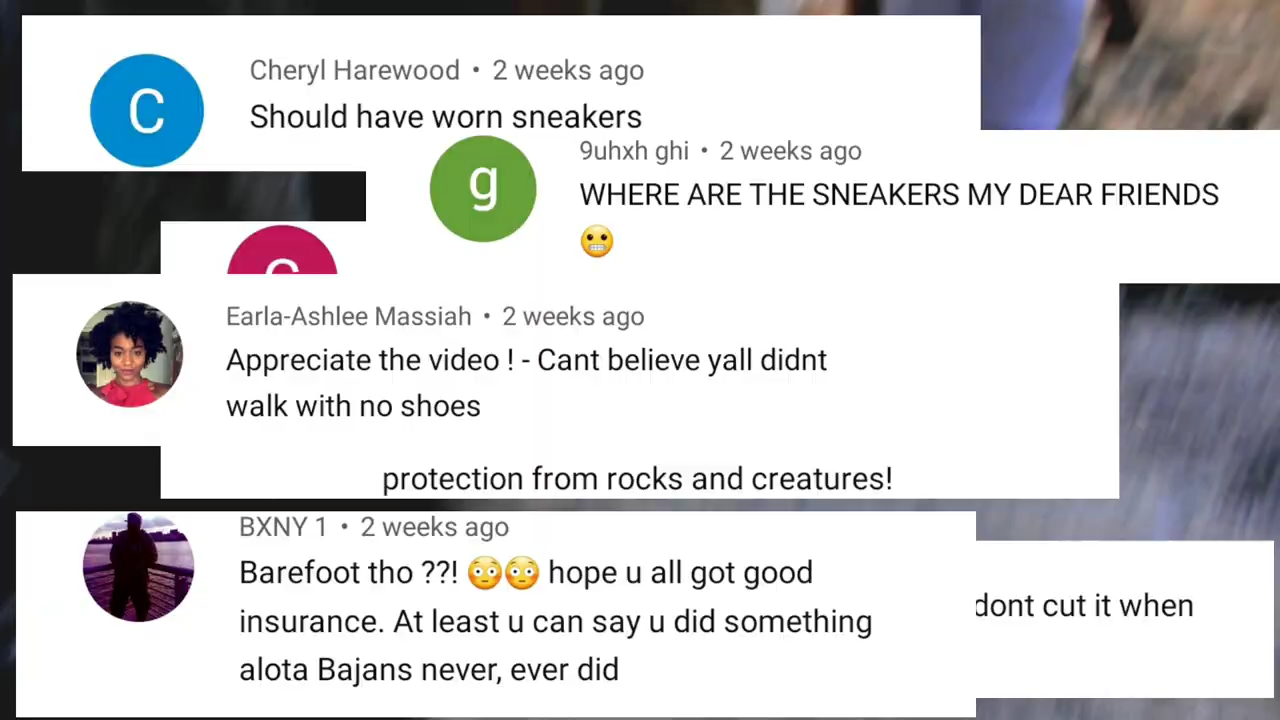 C
Cheryl Harewood • 2 weeks ago
Should have worn sneakers
g
9uhxh ghi • 2 weeks ago
WHERE ARE THE SNEAKERS MY DEAR FRIENDS
😬
Earla-Ashlee Massiah • 2 weeks ago
Appreciate the video ! - Cant believe yall didnt
walk with no shoes
protection from rocks and creatures!
BXNY 1 • 2 weeks ago
Barefoot tho ??! 😳😳 hope u all got good
insurance. At least u can say u did something
alota Bajans never, ever did
dont cut it when